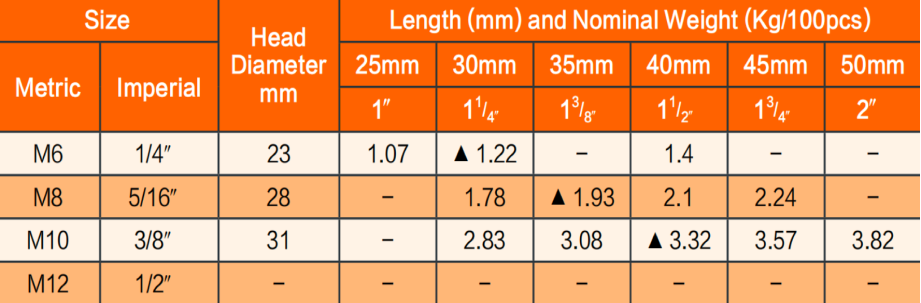 Size Head Diameter mm Length (mm) and Nominal Weight (Kg/100pcs)
Metric Imperial 25mm 30mm 35mm 40mm 45mm 50mm
1″ 1 1/4″ 1 3/8″ 1 1/2″ 1 3/4″ 2″
M6 1/4″ 23 1.07 ▲ 1.22 – 1.4 – –
M8 5/16″ 28 – 1.78 ▲ 1.93 2.1 2.24 –
M10 3/8″ 31 – 2.83 3.08 ▲ 3.32 3.57 3.82
M12 1/2″ – – – – – – –